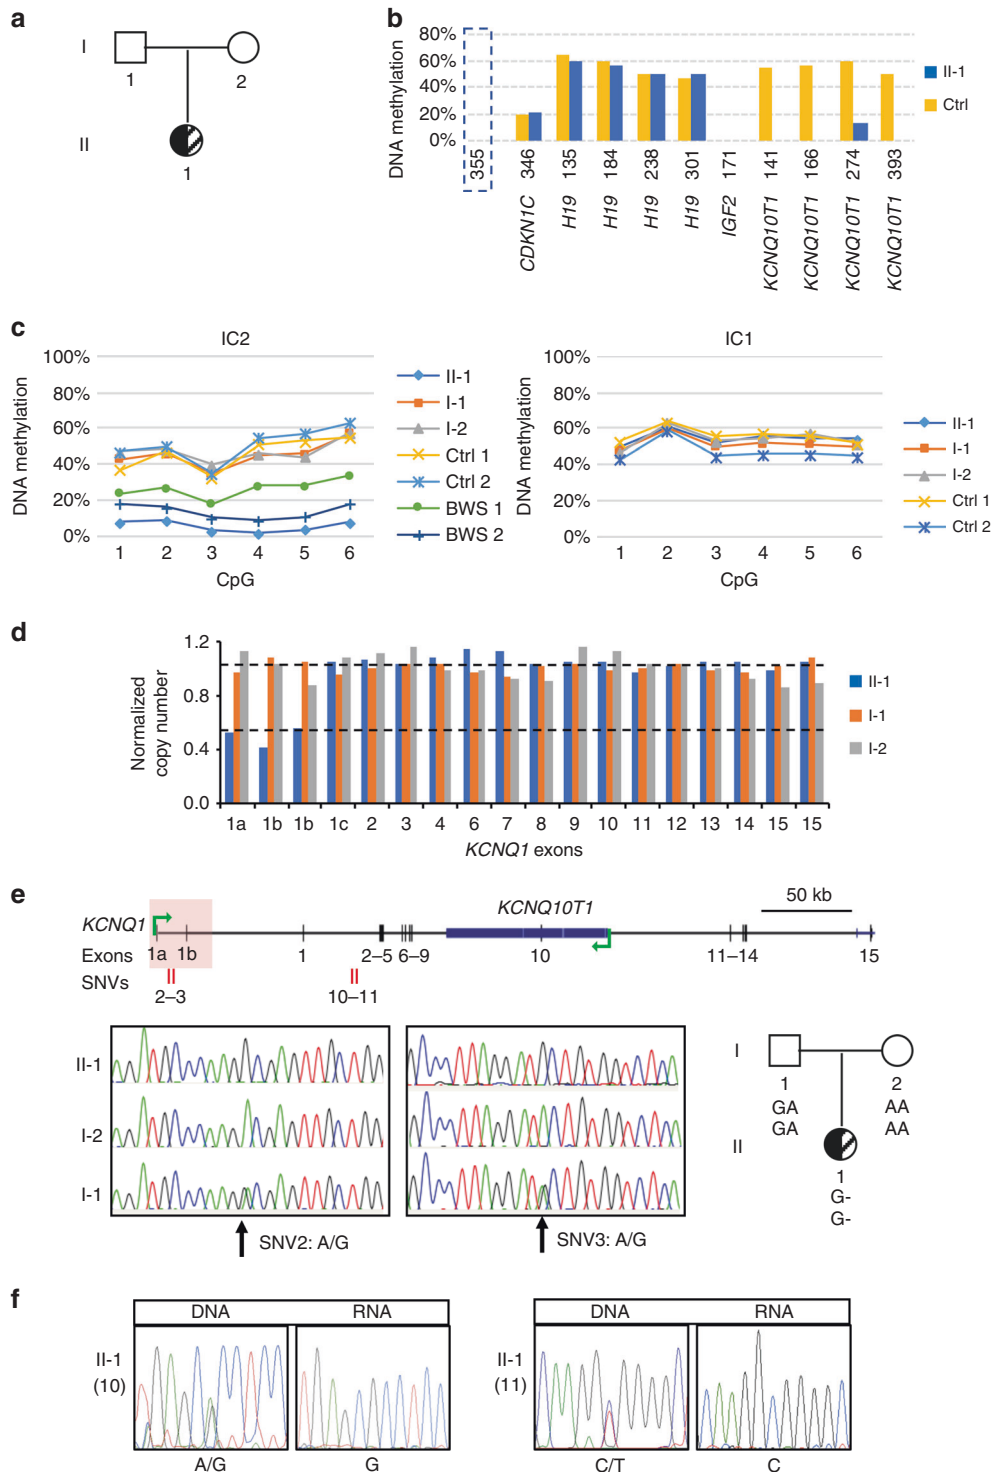 a
I
1
2
II
1
b
DNA methylation
80%
60%
40%
20%
0%
355
346
135
184
238
301
171
141
166
274
393
CDKN1C
H19
H19
H19
H19
IGF2
KCNQ1OT1
KCNQ1OT1
KCNQ1OT1
KCNQ1OT1
II-1
Ctrl
c
IC2
DNA methylation
100%
80%
60%
40%
20%
0%
1 2 3 4 5 6
CpG
II-1
I-1
I-2
Ctrl 1
Ctrl 2
BWS 1
BWS 2
IC1
DNA methylation
100%
80%
60%
40%
20%
0%
1 2 3 4 5 6
CpG
II-1
I-1
I-2
Ctrl 1
Ctrl 2
d
Normalized
copy number
1.2
0.8
0.4
0.0
1a 1b 1b 1c 2 3 4 6 7 8 9 10 11 12 13 14 15 15
KCNQ1 exons
II-1
I-1
I-2
e
50 kb
KCNQ1
KCNQ1OT1
Exons 1a 1b 1 2–5 6–9 10 11–14 15
SNVs
2–3 10–11
II-1
I-2
I-1
SNV2: A/G
SNV3: A/G
I
1 2
GA AA
GA AA
II
1
G-
G-
f
DNA RNA
II-1
(10)
A/G G
DNA RNA
II-1
(11)
C/T C